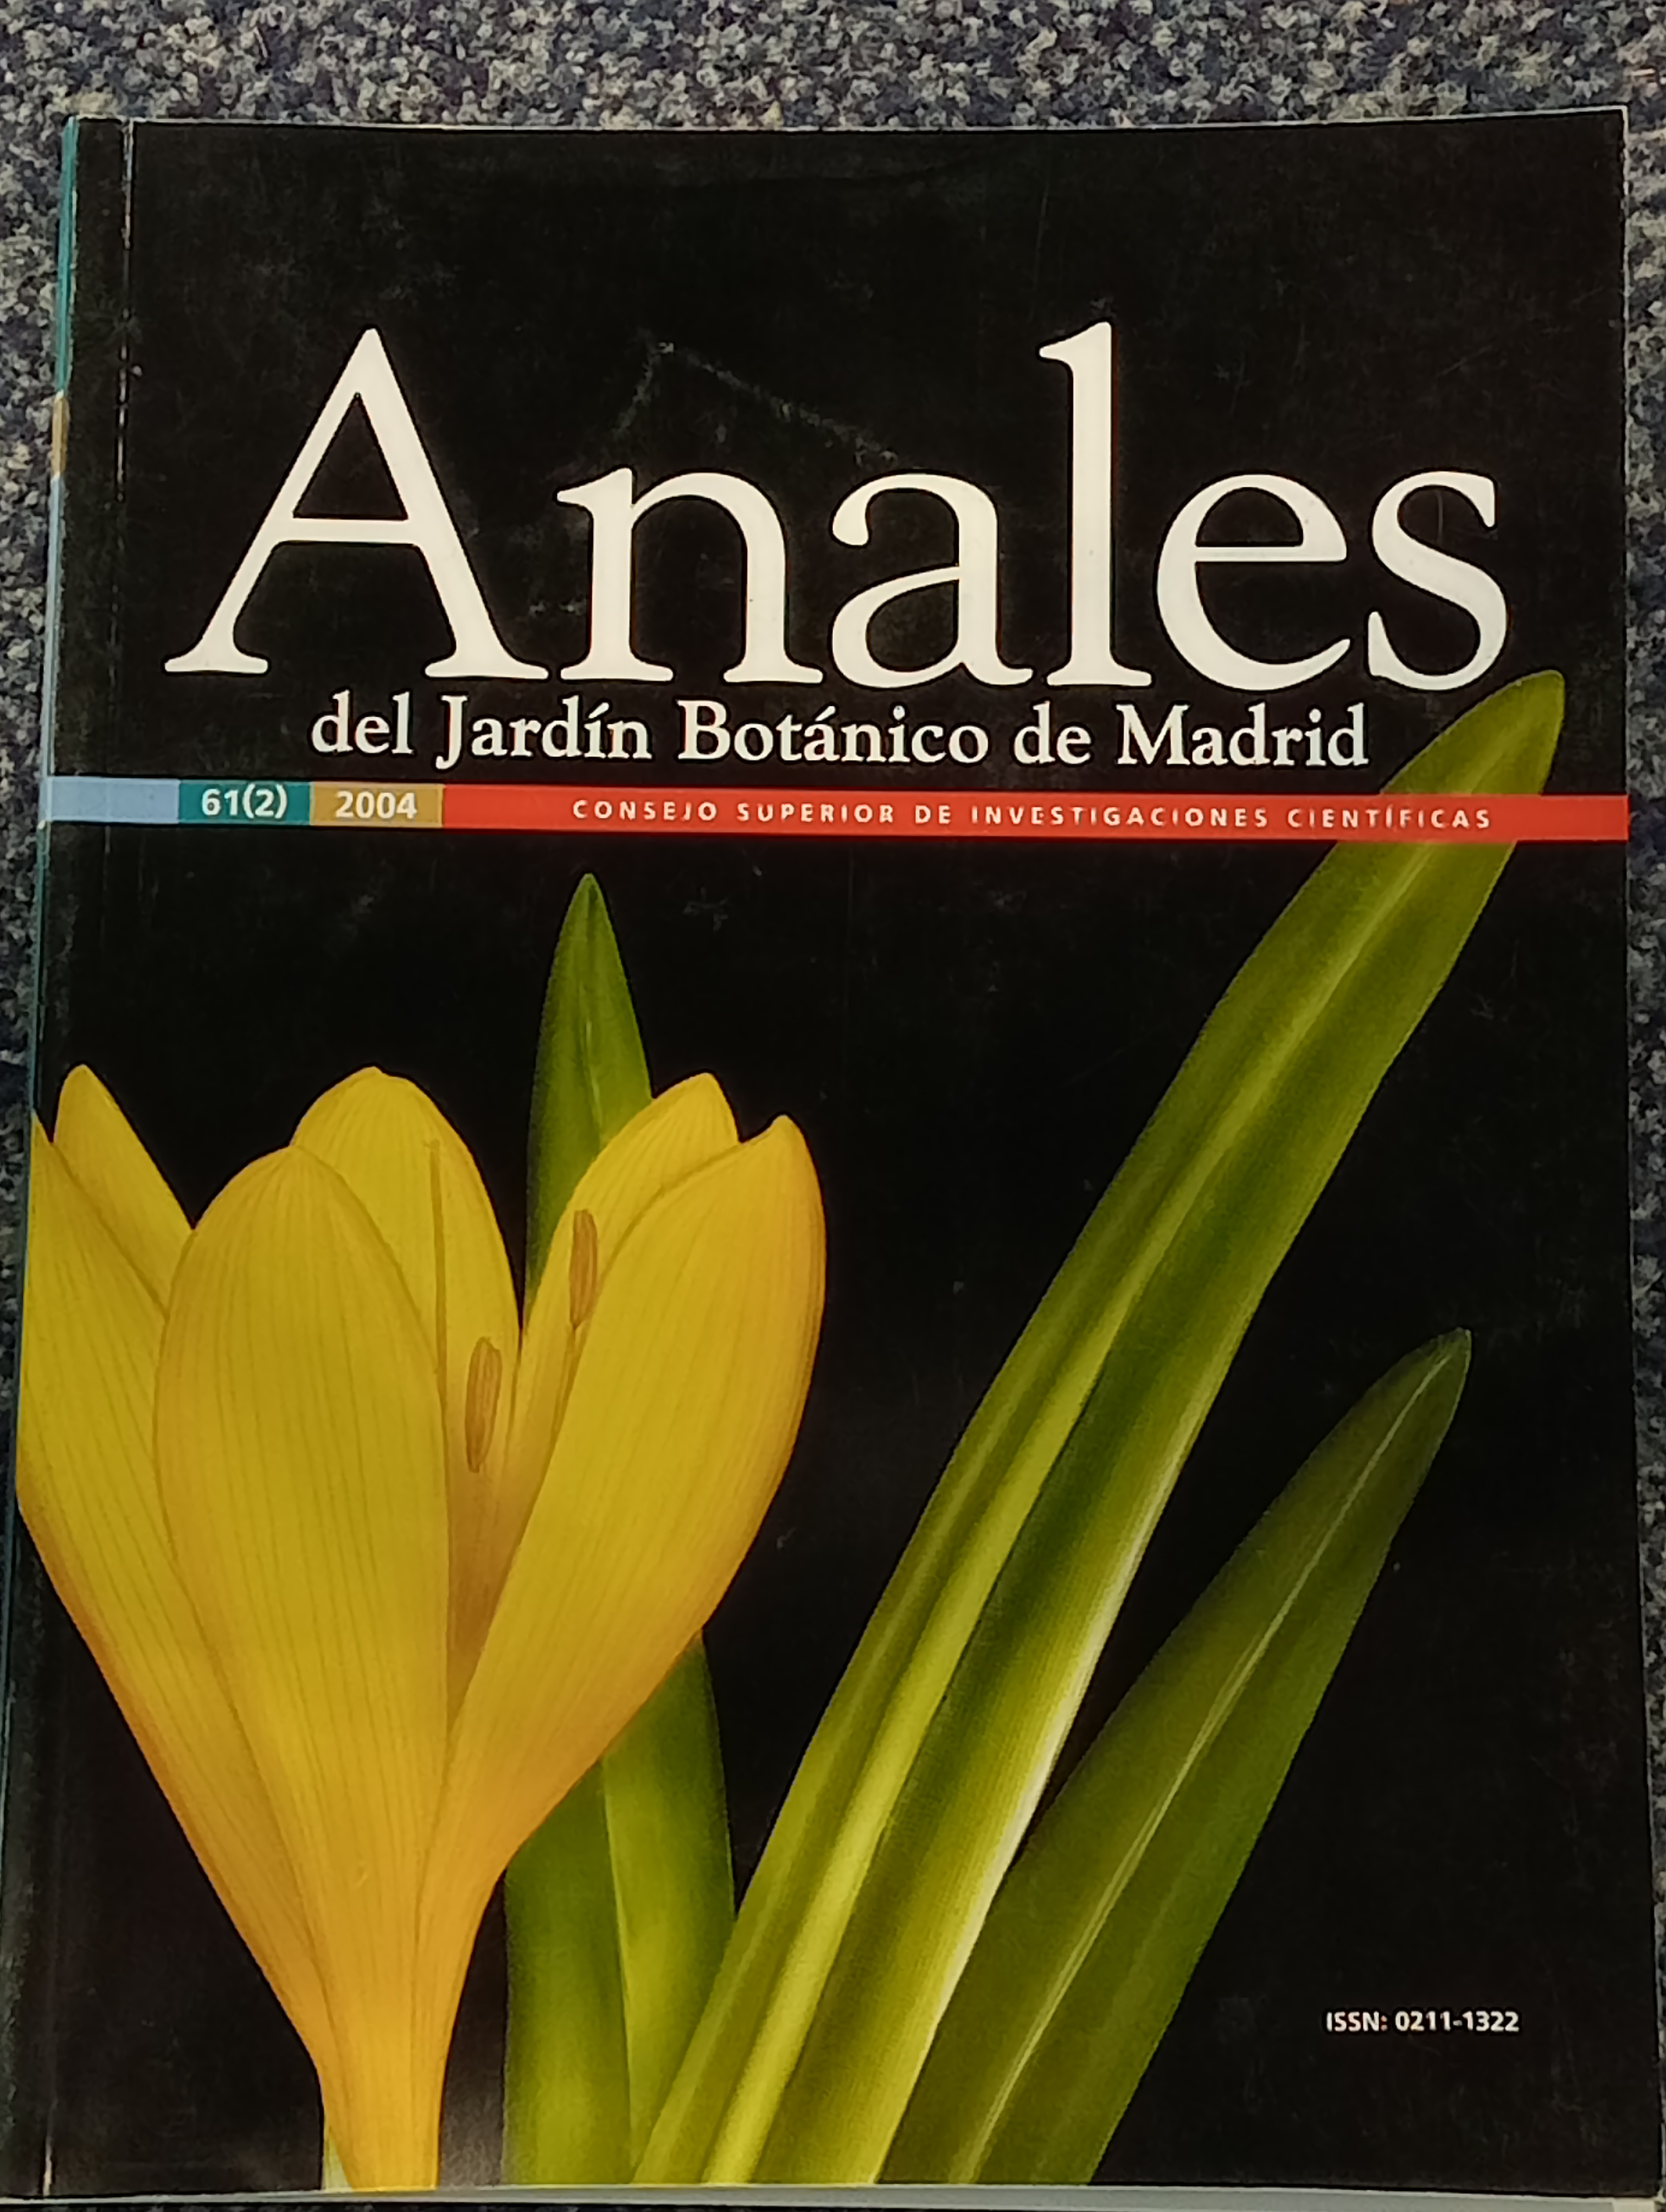 Anales
del Jardín Botánico de Madrid
61(2) 2004 CONSEJO SUPERIOR DE INVESTIGACIONES CIENTÍFICAS
ISSN: 0211-1322